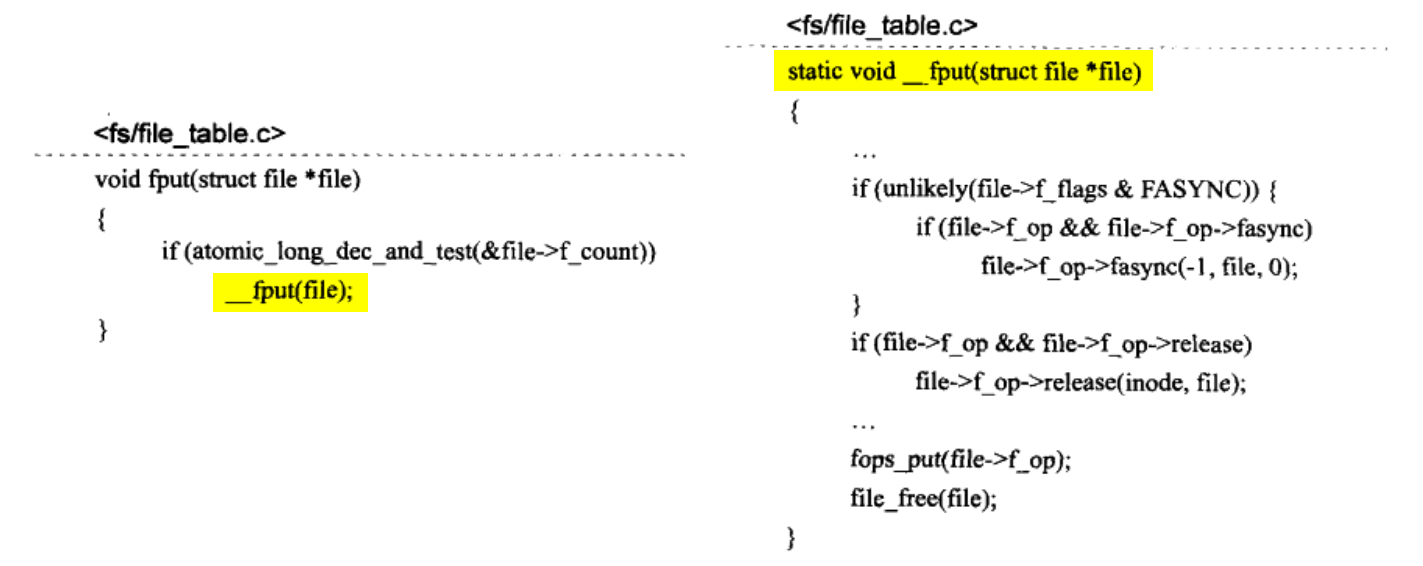 <fs/file_table.c>
void fput(struct file *file)
{
if (atomic_long_dec_and_test(&file->f_count))
__fput(file);
}
<fs/file_table.c>
static void __fput(struct file *file)
{
...
if (unlikely(file->f_flags & FASYNC)) {
if (file->f_op && file->f_op->fasync)
file->f_op->fasync(-1, file, 0);
}
if (file->f_op && file->f_op->release)
file->f_op->release(inode, file);
...
fops_put(file->f_op);
file_free(file);
}